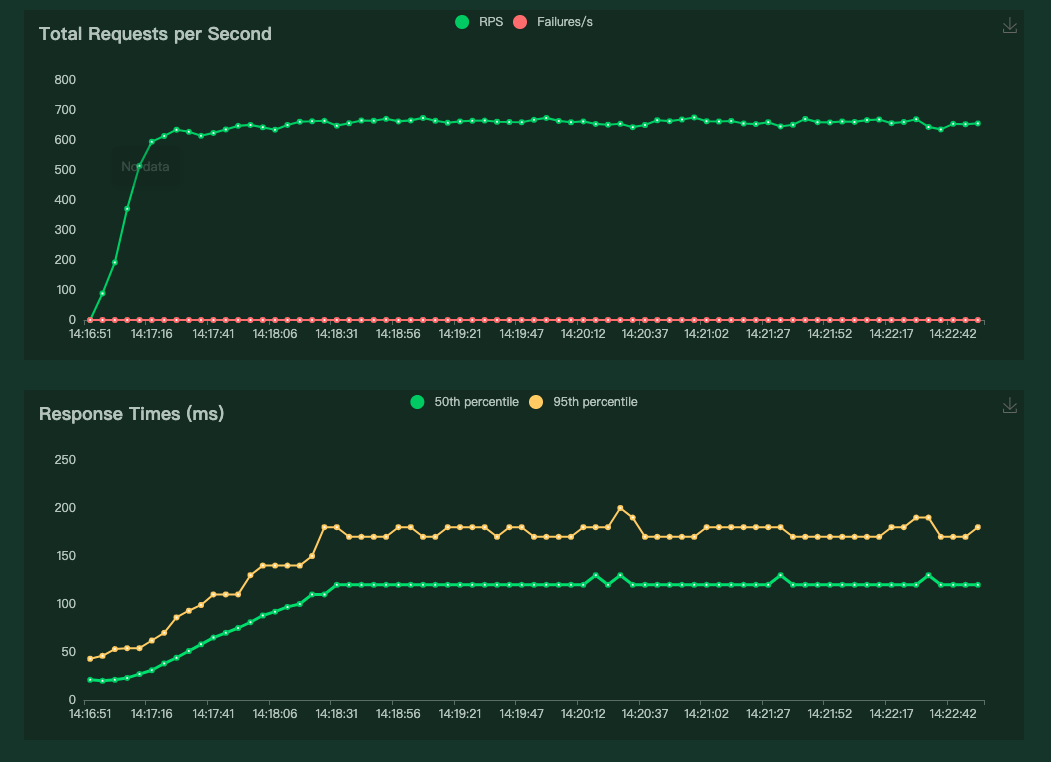 RPS Failures/s
Total Requests per Second
800
700
600
No data
500
400
300
200
100
0
14:16:51 14:17:16 14:17:41 14:18:06 14:18:31 14:18:56 14:19:21 14:19:47 14:20:12 14:20:37 14:21:02 14:21:27 14:21:52 14:22:17 14:22:42
50th percentile 95th percentile
Response Times (ms)
250
200
150
100
50
0
14:16:51 14:17:16 14:17:41 14:18:06 14:18:31 14:18:56 14:19:21 14:19:47 14:20:12 14:20:37 14:21:02 14:21:27 14:21:52 14:22:17 14:22:42